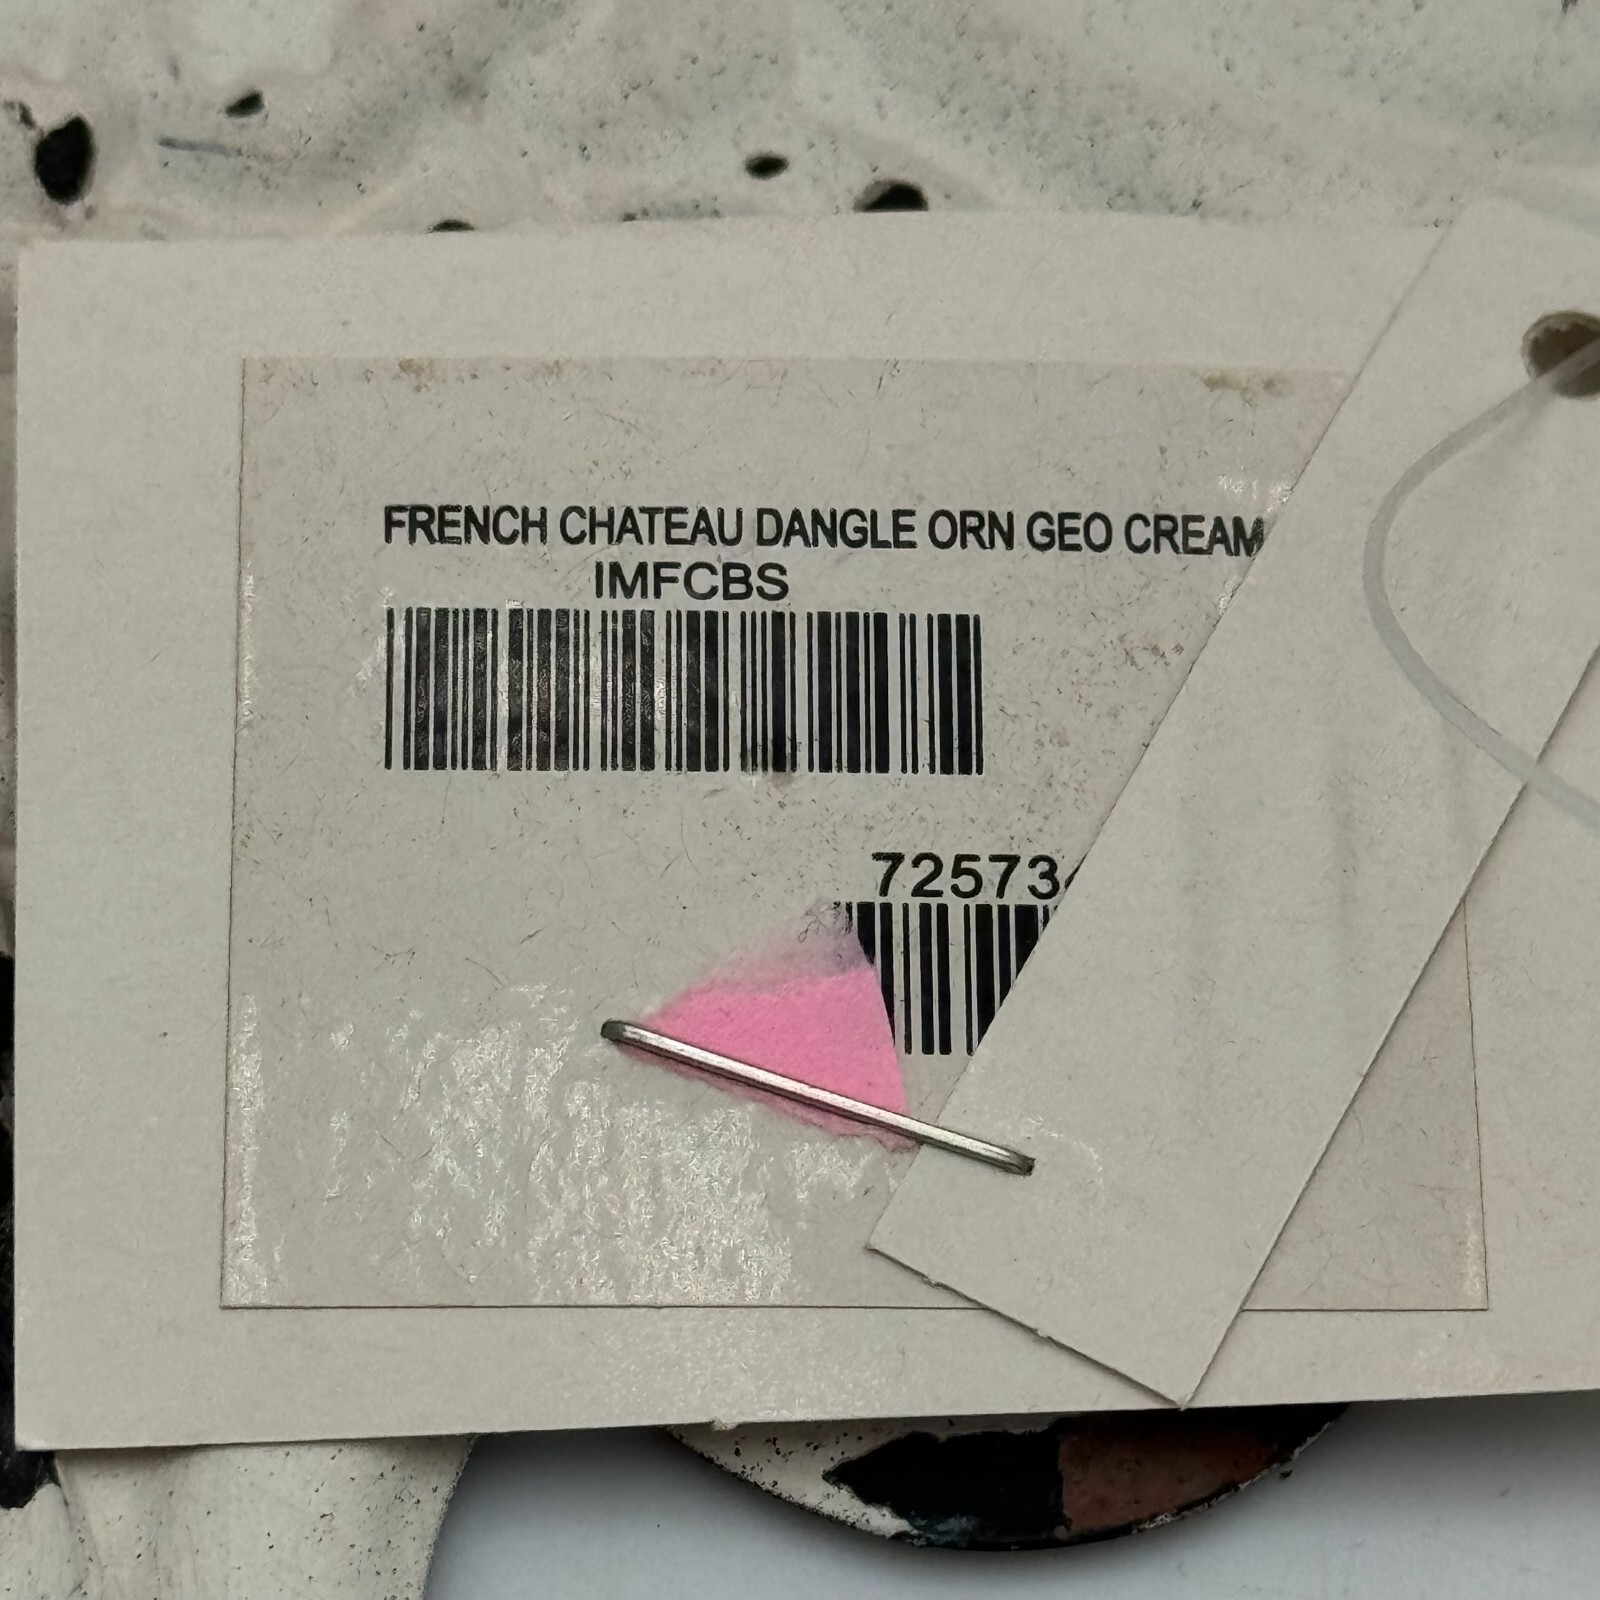 FRENCH CHATEAU DANGLE ORN GEO CREAM
IMFCBS
72573